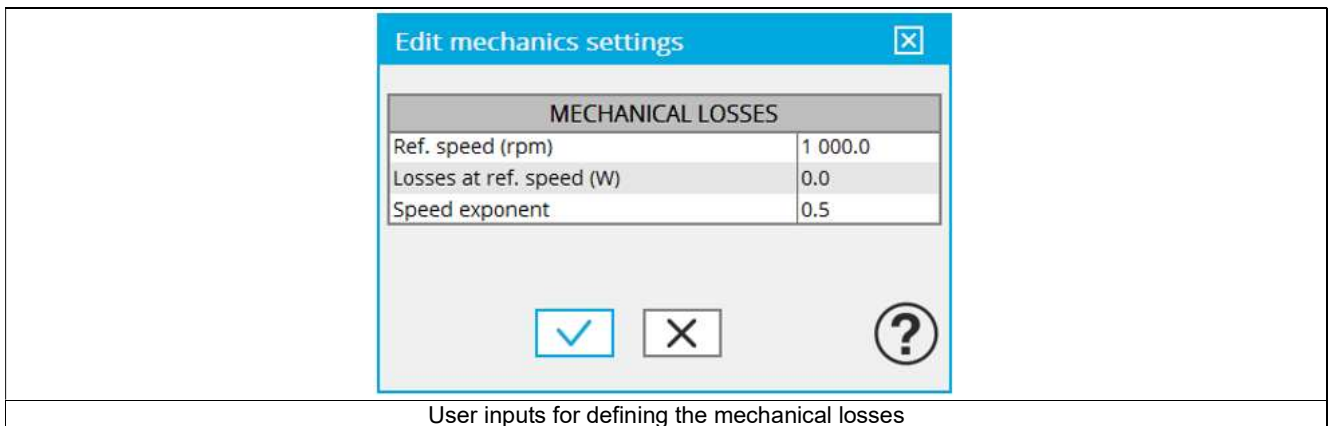 Edit mechanics settings
MECHANICAL LOSSES
Ref. speed (rpm) 1 000.0
Losses at ref. speed (W) 0.0
Speed exponent 0.5
?
User inputs for defining the mechanical losses